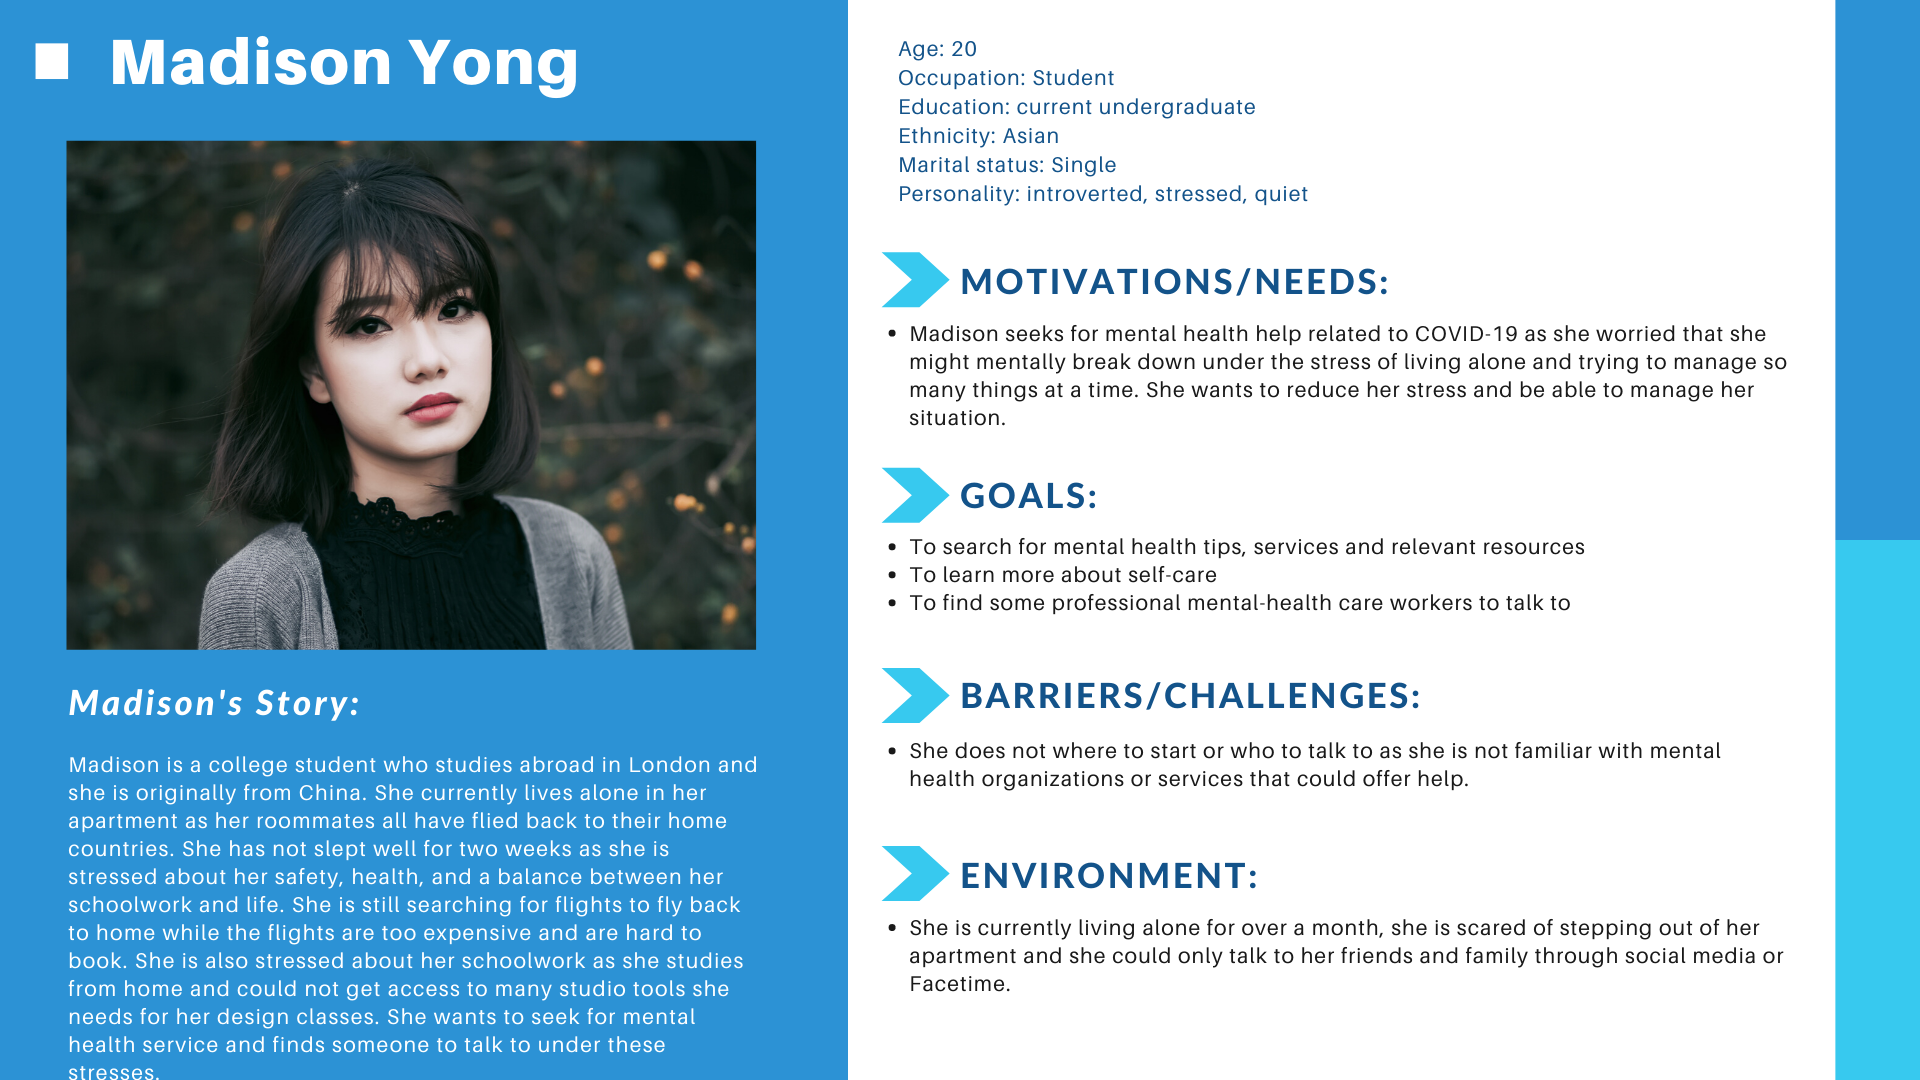 Madison Yong
Madison's Story:
Madison is a college student who studies abroad in London and
she is originally from China. She currently lives alone in her
apartment as her roommates all have flied back to their home
countries. She has not slept well for two weeks as she is
stressed about her safety, health, and a balance between her
schoolwork and life. She is still searching for flights to fly back
to home while the flights are too expensive and are hard to
book. She is also stressed about her schoolwork as she studies
from home and could not get access to many studio tools she
needs for her design classes. She wants to seek for mental
health service and finds someone to talk to under these
stresses.
Age: 20
Occupation: Student
Education: current undergraduate
Ethnicity: Asian
Marital status: Single
Personality: introverted, stressed, quiet
MOTIVATIONS/NEEDS:
• Madison seeks for mental health help related to COVID-19 as she worried that she
might mentally break down under the stress of living alone and trying to manage so
many things at a time. She wants to reduce her stress and be able to manage her
situation.
GOALS:
• To search for mental health tips, services and relevant resources
• To learn more about self-care
• To find some professional mental-health care workers to talk to
BARRIERS/CHALLENGES:
• She does not where to start or who to talk to as she is not familiar with mental
health organizations or services that could offer help.
ENVIRONMENT:
• She is currently living alone for over a month, she is scared of stepping out of her
apartment and she could only talk to her friends and family through social media or
Facetime.